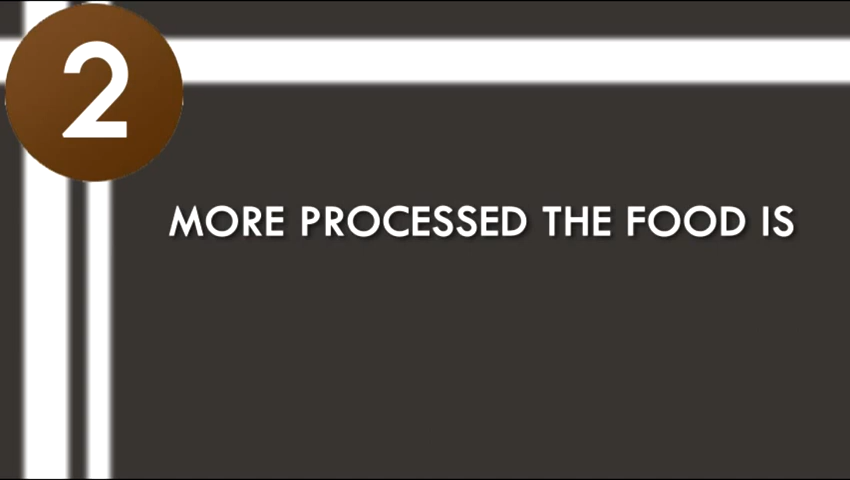 2
MORE PROCESSED THE FOOD IS